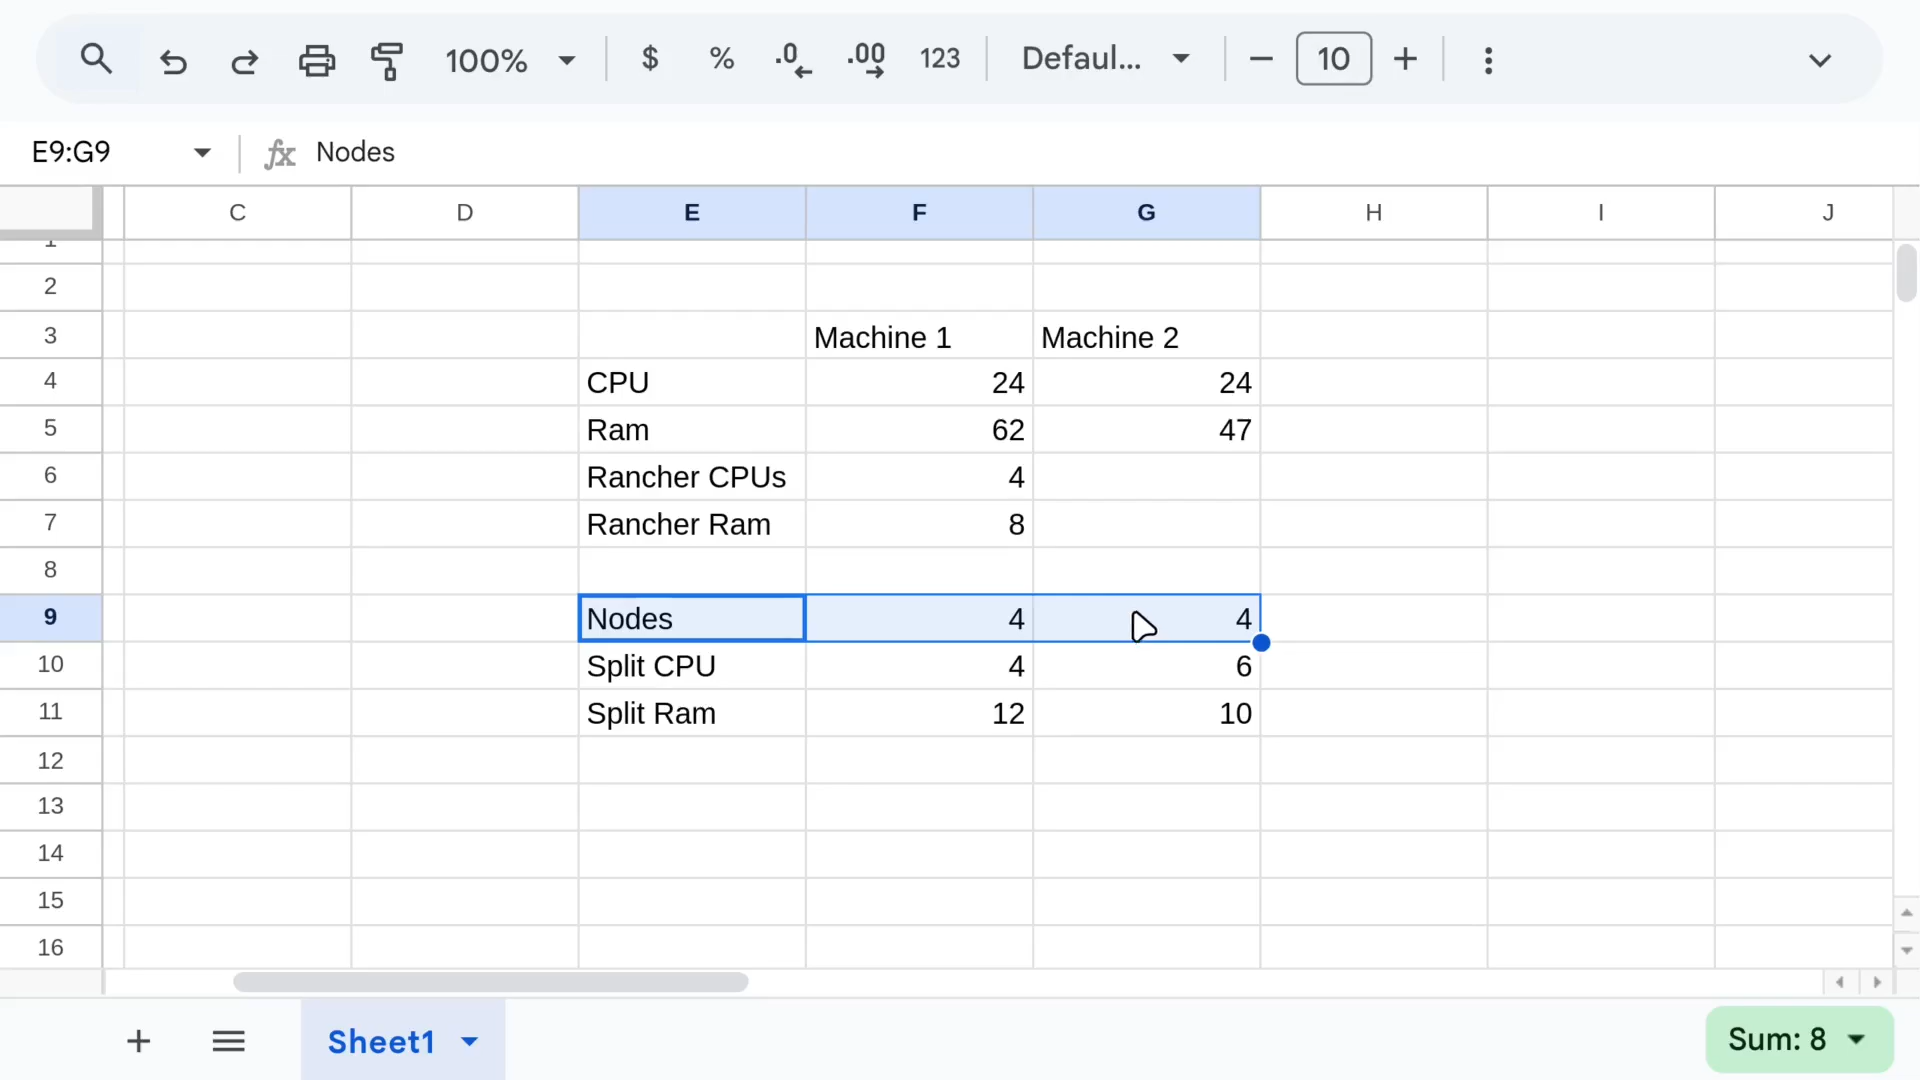 100% $ % .0 .00 123 Defaul... 10
E9:G9 fx Nodes
C D E F G H I J
1
2
3 Machine 1 Machine 2
4 CPU 24 24
5 Ram 62 47
6 Rancher CPUs 4
7 Rancher Ram 8
8
9 Nodes 4 4
10 Split CPU 4 6
11 Split Ram 12 10
12
13
14
15
16
Sheet1 Sum: 8